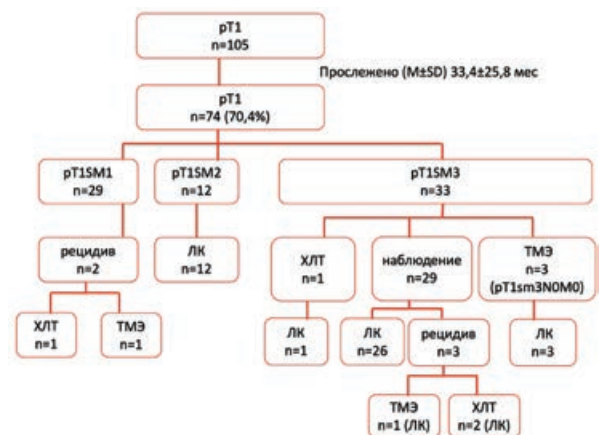 pT1
n=105
Прослежено (M±SD) 33,4±25,8 мес
pT1
n=74 (70,4%)
pT1SM1
n=29
pT1SM2
n=12
pT1SM3
n=33
рецидив
n=2
ЛК
n=12
ХЛТ
n=1
наблюдение
n=29
ТМЭ
n=3
(pT1sm3N0M0)
ХЛТ
n=1
ТМЭ
n=1
ЛК
n=1
ЛК
n=26
рецидив
n=3
ЛК
n=3
ТМЭ
n=1 (ЛК)
ХЛТ
n=2 (ЛК)